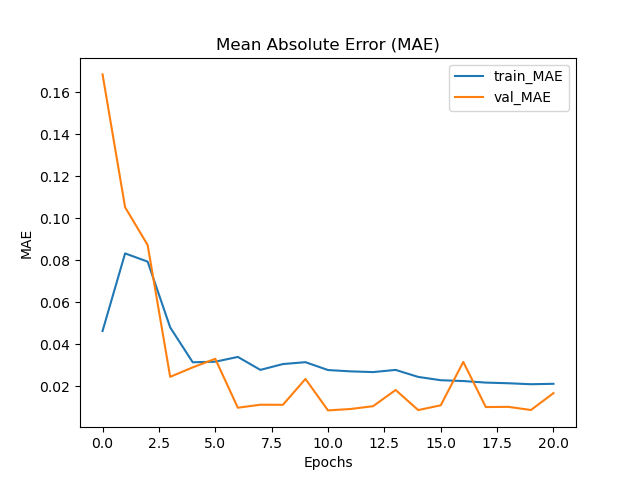 Mean Absolute Error (MAE)
train_MAE
val_MAE
0.16
0.14
0.12
0.10
0.08
0.06
0.04
0.02
MAE
0.0 2.5 5.0 7.5 10.0 12.5 15.0 17.5 20.0
Epochs